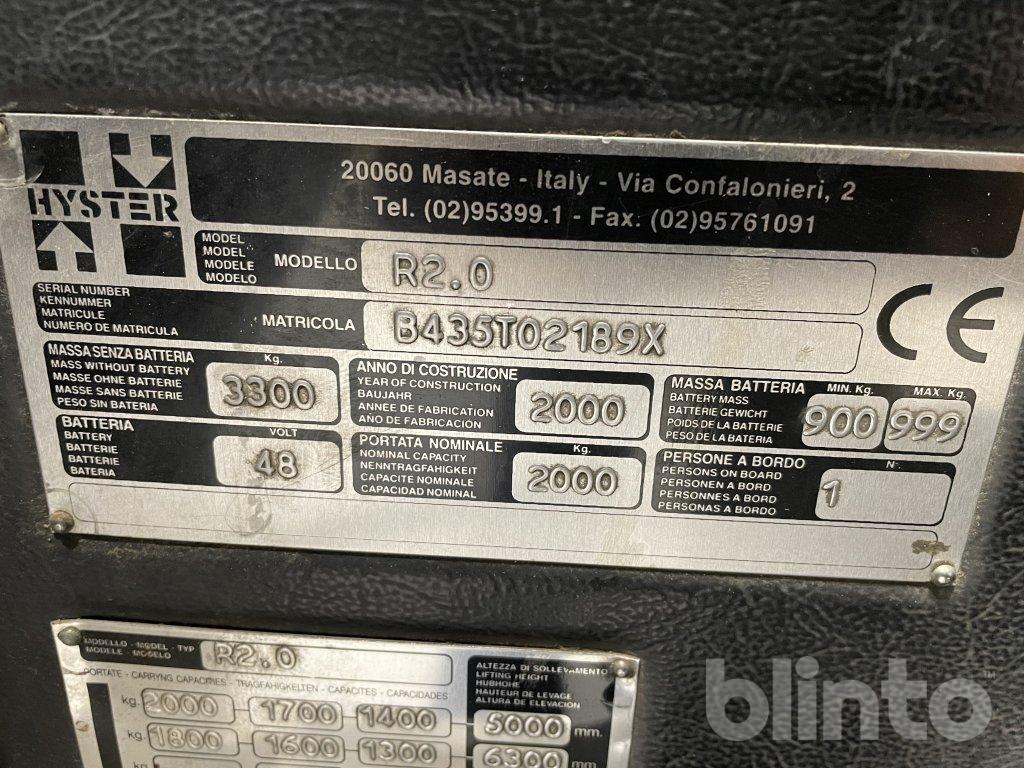 HYSTER
20060 Masate - Italy - Via Confalonieri, 2
Tel. (02)95399.1 - Fax. (02)95761091
MODEL
MODEL
MODELE
MODELO
MODELLO
R2.0
SERIAL NUMBER
KENNUMMER
MATRICULE
NUMERO DE MATRICULA
MATRICOLA
B435T02189X
CE
MASSA SENZA BATTERIA
MASS WITHOUT BATTERY
MASSE OHNE BATTERIE
MASSE SANS BATTERIE
PESO SIN BATERIA
Kg.
3300
ANNO DI COSTRUZIONE
YEAR OF CONSTRUCTION
BAUJAHR
ANNEE DE FABRICATION
AÑO DE FABRICACIÓN
2000
MASSA BATTERIA
BATTERY MASS
BATTERIE GEWICHT
POIDS DE LA BATTERIE
PESO DE LA BATERIA
MIN. Kg.
900
MAX. Kg.
999
BATTERIA
BATTERY
BATTERIE
BATTERIE
BATERIA
VOLT
48
PORTATA NOMINALE
NOMINAL CAPACITY
NENNTRAGFAHIGKEIT
CAPACITE NOMINALE
CAPACIDAD NOMINAL
Kg.
2000
PERSONE A BORDO
PERSONS ON BOARD
PERSONEN A BORD
PERSONNES A BORD
PERSONAS A BORDO
N.
1
MODELLO - MODEL - TYP
MODELE - MODELO
R2.0
PORTATE - CARRYNG CAPACITIES - TRAGFAHIGKEITEN - CAPACITES - CAPACIDADES
ALTEZZA DI SOLLEVAMENTO
LIFTING HEIGHT
HUBHOHE
HAUTEUR DE LEVAGE
ALTURA DE ELEVACION
kg. 2000 1700 1400 5000 mm.
kg. 1800 1600 1300 6300 mm.
blinto